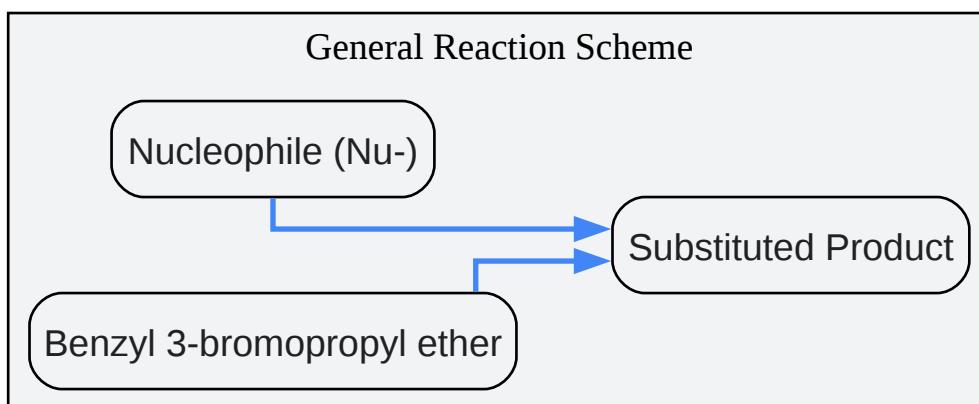 General Reaction Scheme
Nucleophile (Nu-)
Substituted Product
Benzyl 3-bromopropyl ether